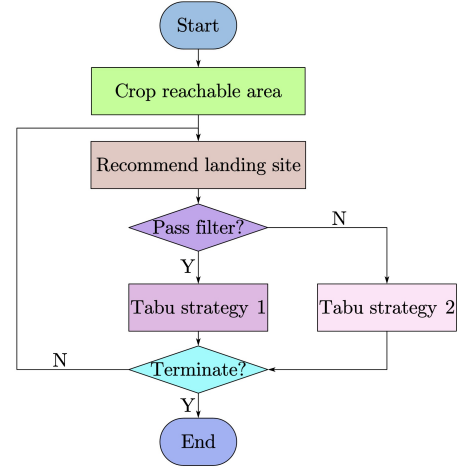 Start
Crop reachable area
Recommend landing site
Pass filter?
N
Y
Tabu strategy 1
Tabu strategy 2
N
Terminate?
Y
End